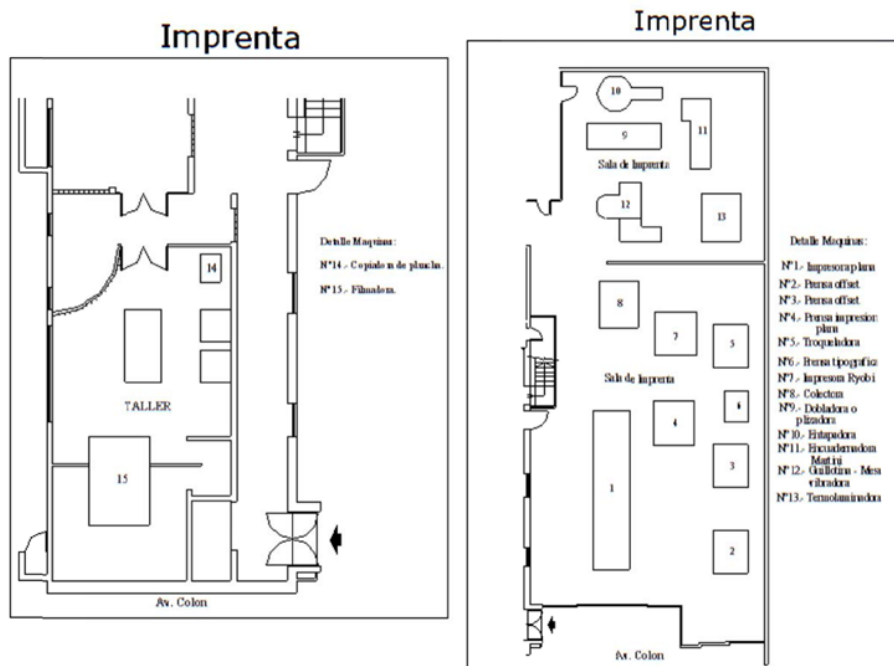 Imprenta
Detalle Maquinas:
N°14.- Copiadora de plancha.
N°15.- Filmadora.
14
TALLER
15
Av. Colon
Imprenta
10
9
11
Sala de Imprenta
12
13
8
7
5
Sala de Imprenta
6
4
1
3
2
Av. Colon
Detalle Maquinas:
N°1.- Impresora plana
N°2.- Prensa offset
N°3.- Prensa offset
N°4.- Prensa impresion
plana
N°5.- Troqueladora
N°6.- Prensa tipografica
N°7.- Impresora Ryobi
N°8.- Colectora
N°9.- Dobladora o
plizadora
N°10.- Entapadora
N°11.- Encuadernadora
Martini
N°12.- Guillotina - Mesa
vibradora
N°13.- Termolaminadora